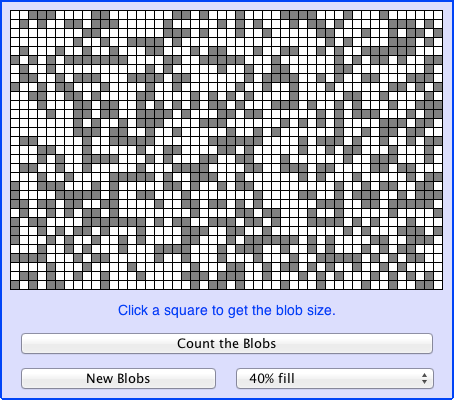 Click a square to get the blob size.
Count the Blobs
New Blobs
40% fill